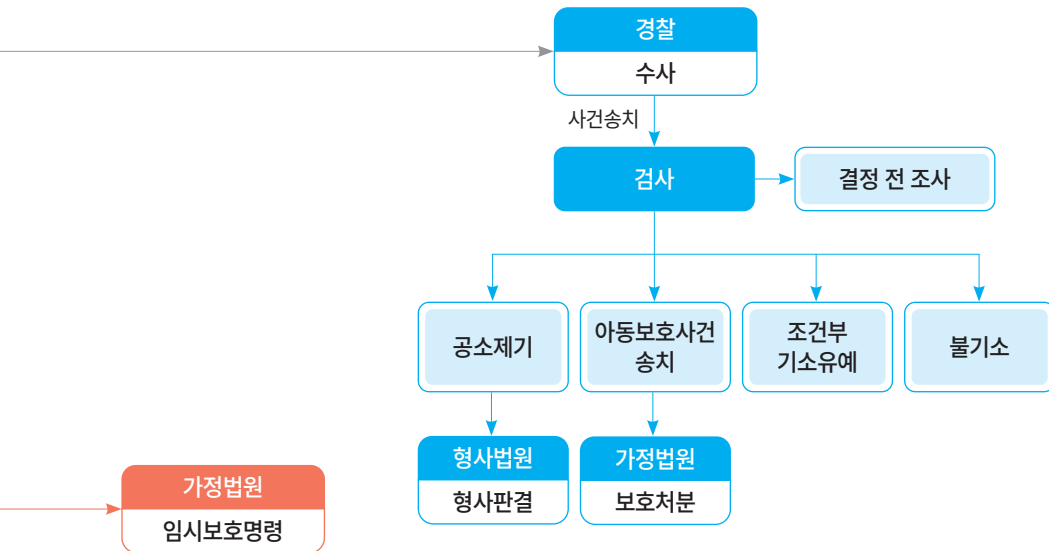 경찰
수사
사건송치
검사
결정 전 조사
공소제기
아동보호사건
송치
조건부
기소유예
불기소
형사법원
형사판결
가정법원
보호처분
가정법원
임시보호명령